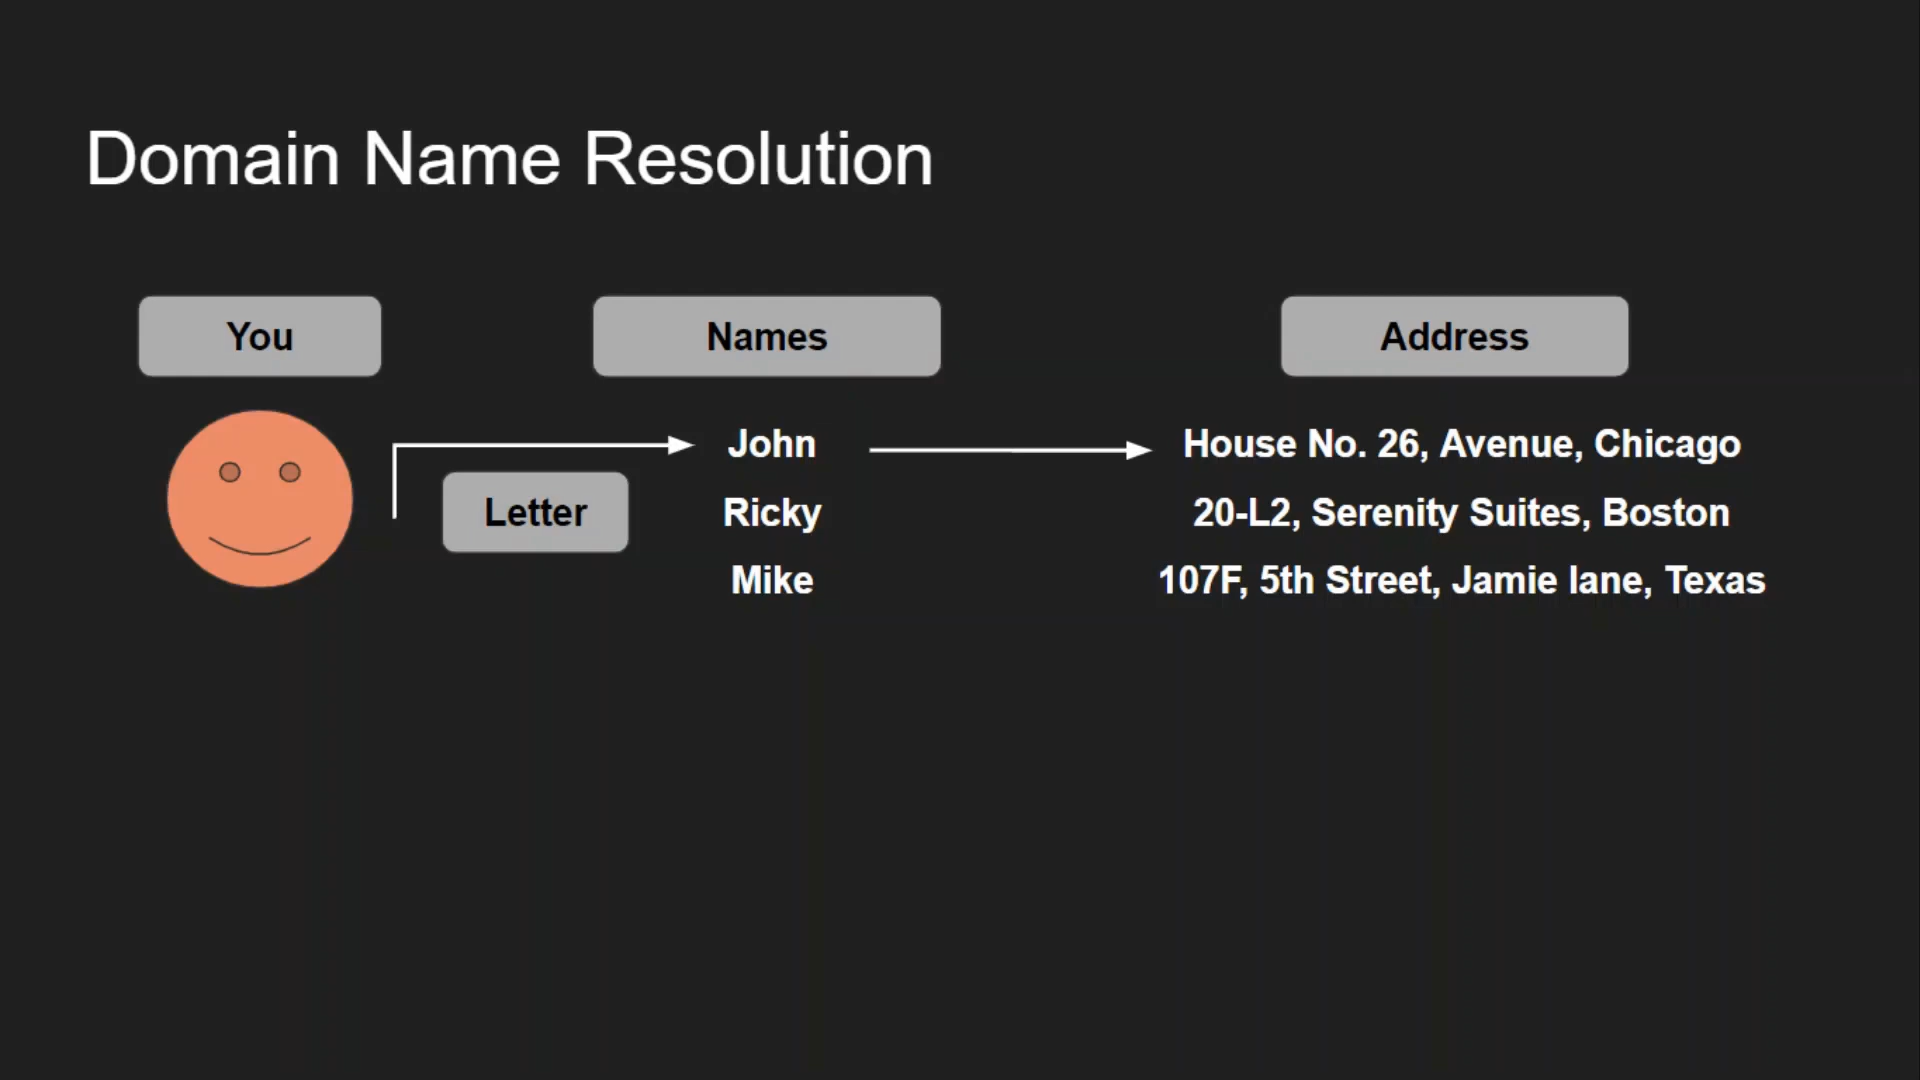 Domain Name Resolution
You
Names
Address
John
House No. 26, Avenue, Chicago
Letter
Ricky
20-L2, Serenity Suites, Boston
Mike
107F, 5th Street, Jamie lane, Texas